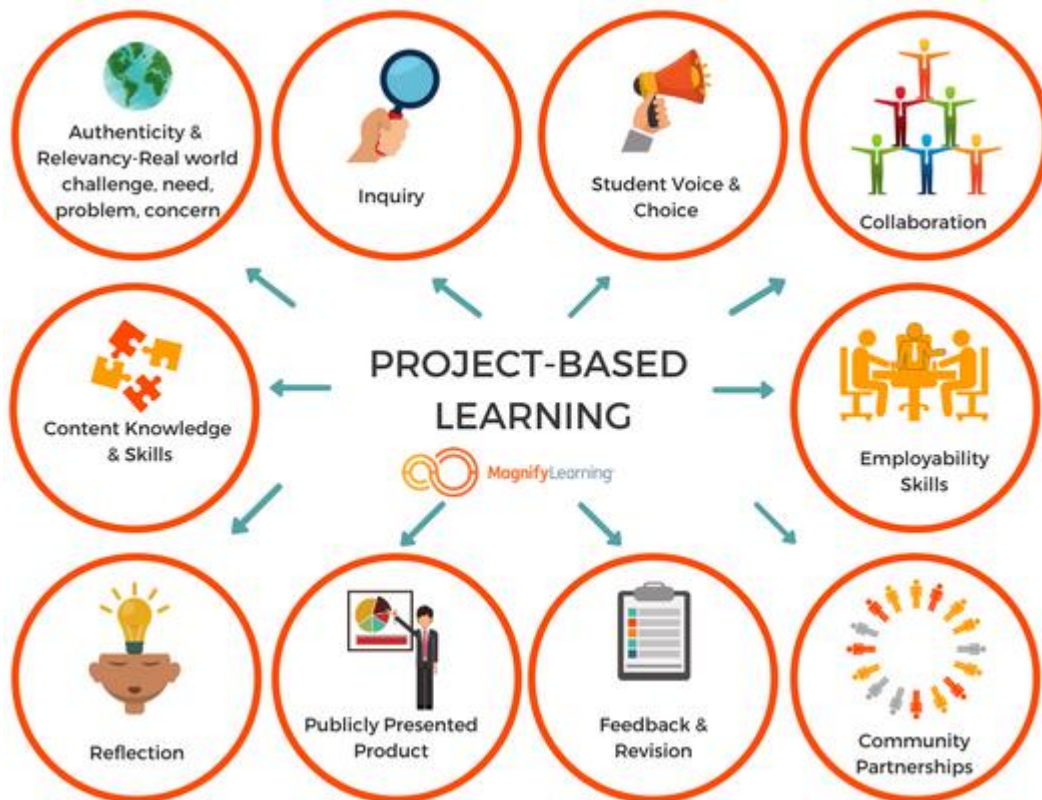 Authenticity &
Relevancy-Real world
challenge, need,
problem, concern
Inquiry
Student Voice &
Choice
Collaboration
PROJECT-BASED
LEARNING
MagnifyLearning
Content Knowledge
& Skills
Employability
Skills
Reflection
Publicly Presented
Product
Feedback &
Revision
Community
Partnerships